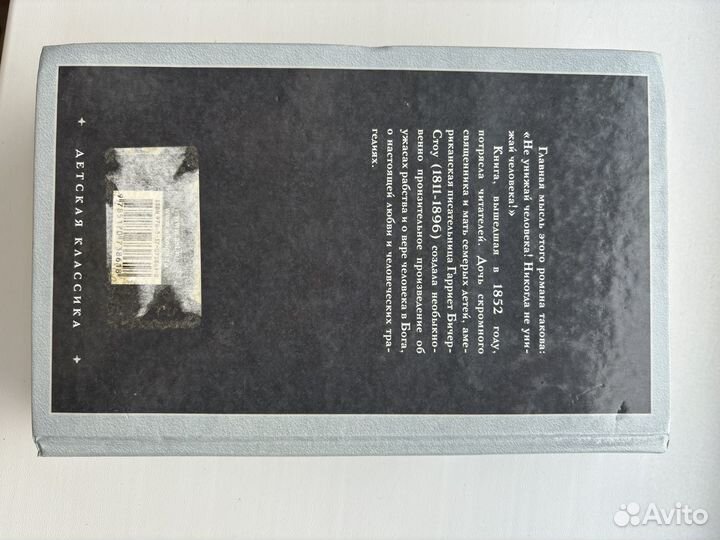 Главная мысль этого романа такова:
«Не унижай человека! Никогда не уни-
жай человека!»
Книга, вышедшая в 1852 году,
потрясла читателей. Дочь скромного
священника и мать семерых детей, аме-
риканская писательница Гарриет Бичер-
Стоу (1811-1896) создала необыкно-
венно пронзительное произведение об
ужасах рабства и о вере человека в Бога,
о настоящей любви и человеческих тра-
гедиях.
✦ ДЕТСКАЯ КЛАССИКА ✦
Avito